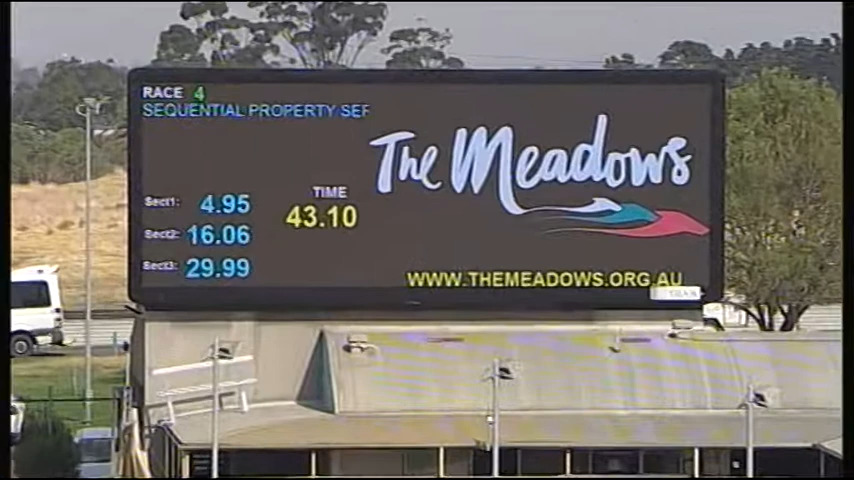 RACE 4
SEQUENTIAL PROPERTY SEF
The Meadows
Sect1: 4.95
TIME
43.10
Sect2: 16.06
Sect3: 29.99
WWW.THEMEADOWS.ORG.AU